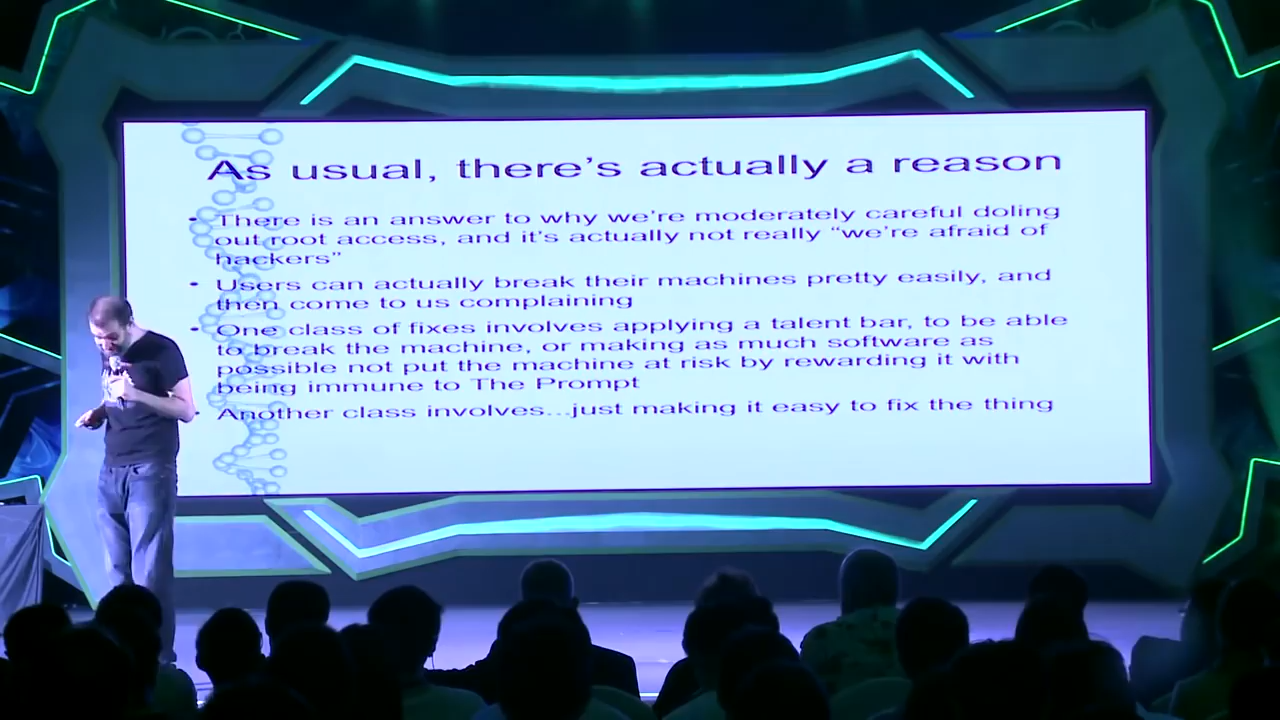 As usual, there's actually a reason
• There is an answer to why we're moderately careful doling
out root access, and it's actually not really “we're afraid of
hackers”
• Users can actually break their machines pretty easily, and
then come to us complaining
• One class of fixes involves applying a talent bar, to be able
to break the machine, or making as much software as
possible not put the machine at risk by rewarding it with
being immune to The Prompt
• Another class involves...just making it easy to fix the thing